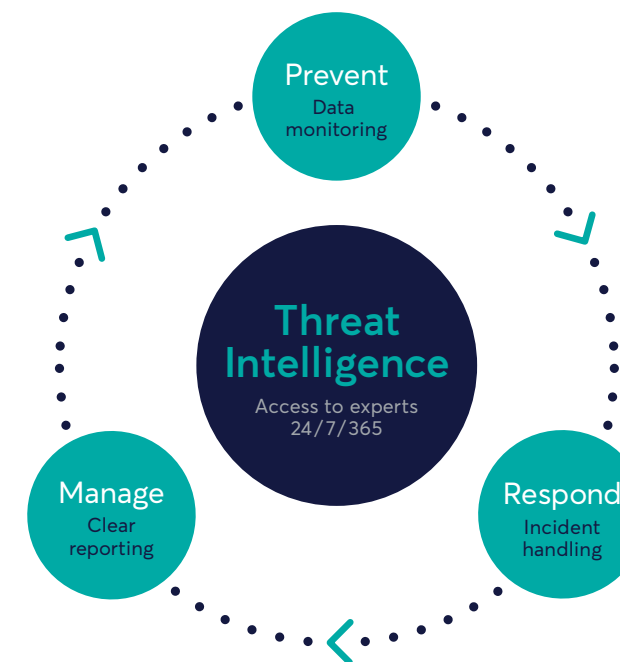 Prevent
Data
monitoring
Threat
Intelligence
Access to experts
24/7/365
Manage
Clear
reporting
Respond
Incident
handling